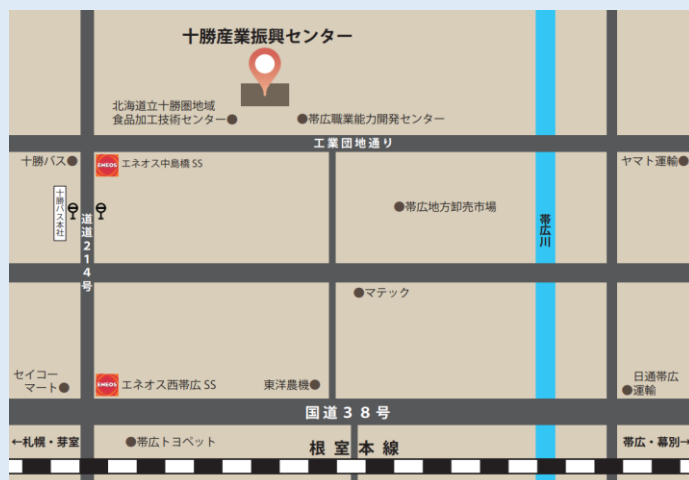 十勝産業振興センター
北海道立十勝圏地域
食品加工技術センター●
●帯広職業能力開発センター
工業団地通り
十勝バス●
ENEOS
エネオス中島橋 SS
ヤマト運輸●
十勝バス本社
道道214号
●帯広地方卸売市場
帯広川
●マテック
セイコー
マート●
ENEOS
エネオス西帯広 SS
東洋農機●
日通帯広
●運輸
国道38号
←札幌・芽室
●帯広トヨペット
根室本線
帯広・幕別→